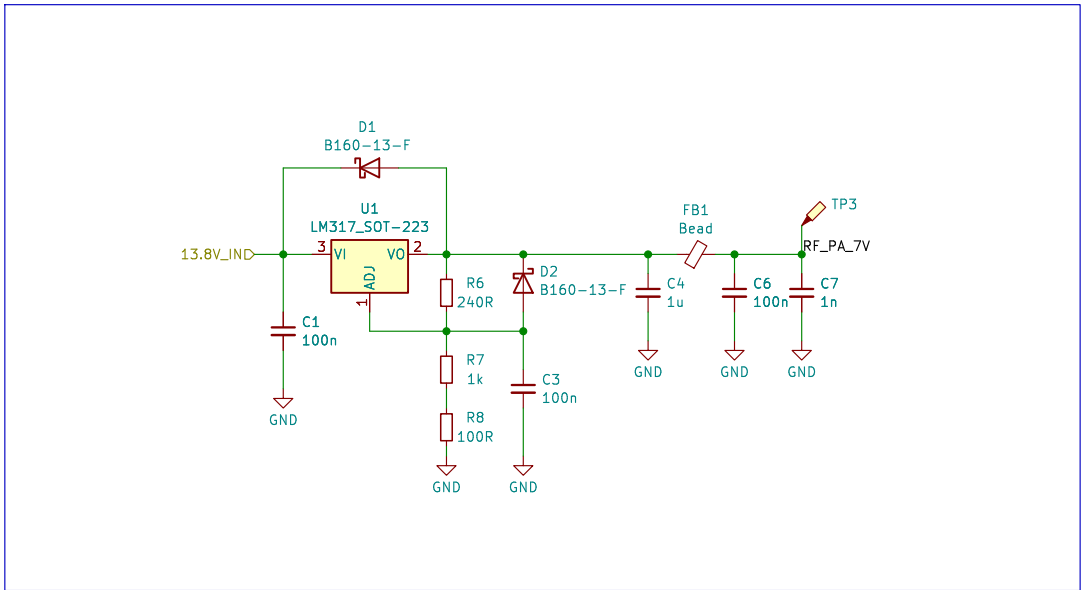 D1
B160-13-F
U1
LM317_SOT-223
13.8V_IN
3
VI
VO
2
ADJ
1
C1
100n
GND
R6
240R
D2
B160-13-F
R7
1k
R8
100R
GND
C3
100n
GND
FB1
Bead
C4
1u
GND
C6
100n
GND
TP3
RF_PA_7V
C7
1n
GND